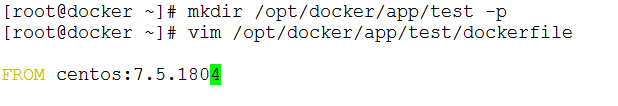 [root@docker ~]# mkdir /opt/docker/app/test -p
[root@docker ~]# vim /opt/docker/app/test/dockerfile
FROM centos:7.5.1804